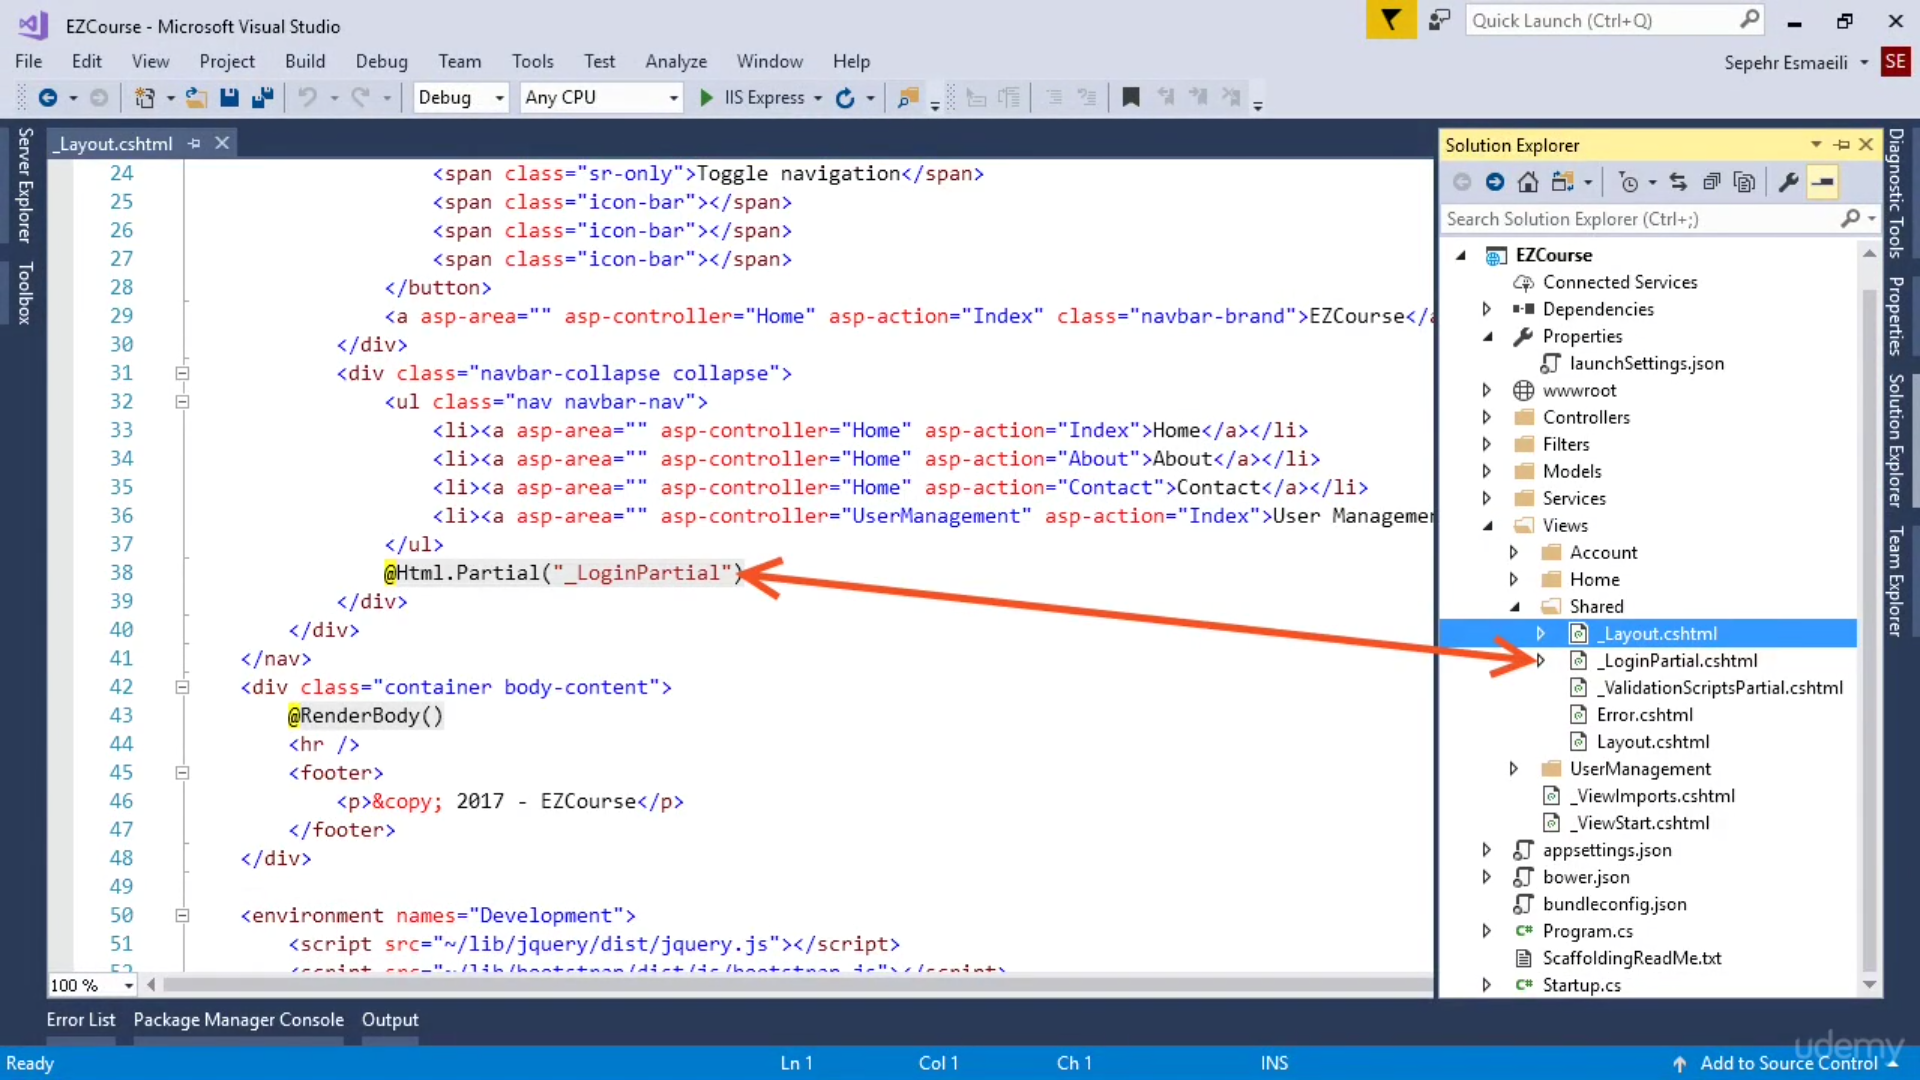 EZCourse - Microsoft Visual Studio
Quick Launch (Ctrl+Q)
File Edit View Project Build Debug Team Tools Test Analyze Window Help
Sepehr Esmaeili SE
Debug Any CPU IIS Express
Server Explorer
Toolbox
_Layout.cshtml
24 <span class="sr-only">Toggle navigation</span>
25 <span class="icon-bar"></span>
26 <span class="icon-bar"></span>
27 <span class="icon-bar"></span>
28 </button>
29 <a asp-area="" asp-controller="Home" asp-action="Index" class="navbar-brand">EZCourse</a
30 </div>
31 <div class="navbar-collapse collapse">
32 <ul class="nav navbar-nav">
33 <li><a asp-area="" asp-controller="Home" asp-action="Index">Home</a></li>
34 <li><a asp-area="" asp-controller="Home" asp-action="About">About</a></li>
35 <li><a asp-area="" asp-controller="Home" asp-action="Contact">Contact</a></li>
36 <li><a asp-area="" asp-controller="UserManagement" asp-action="Index">User Managemen
37 </ul>
38 @Html.Partial("_LoginPartial")
39 </div>
40 </div>
41 </nav>
42 <div class="container body-content">
43 @RenderBody()
44 <hr />
45 <footer>
46 <p>&copy; 2017 - EZCourse</p>
47 </footer>
48 </div>
49
50 <environment names="Development">
51 <script src="~/lib/jquery/dist/jquery.js"></script>
52 <script src="~/lib/bootstrap/dist/js/bootstrap.js"></script>
100 %
Solution Explorer
Search Solution Explorer (Ctrl+;)
EZCourse
Connected Services
Dependencies
Properties
launchSettings.json
wwwroot
Controllers
Filters
Models
Services
Views
Account
Home
Shared
_Layout.cshtml
_LoginPartial.cshtml
_ValidationScriptsPartial.cshtml
Error.cshtml
Layout.cshtml
UserManagement
_ViewImports.cshtml
_ViewStart.cshtml
appsettings.json
bower.json
bundleconfig.json
Program.cs
ScaffoldingReadMe.txt
Startup.cs
Diagnostic Tools
Properties
Solution Explorer
Team Explorer
Error List Package Manager Console Output
Ready Ln 1 Col 1 Ch 1 INS Add to Source Control
udemy